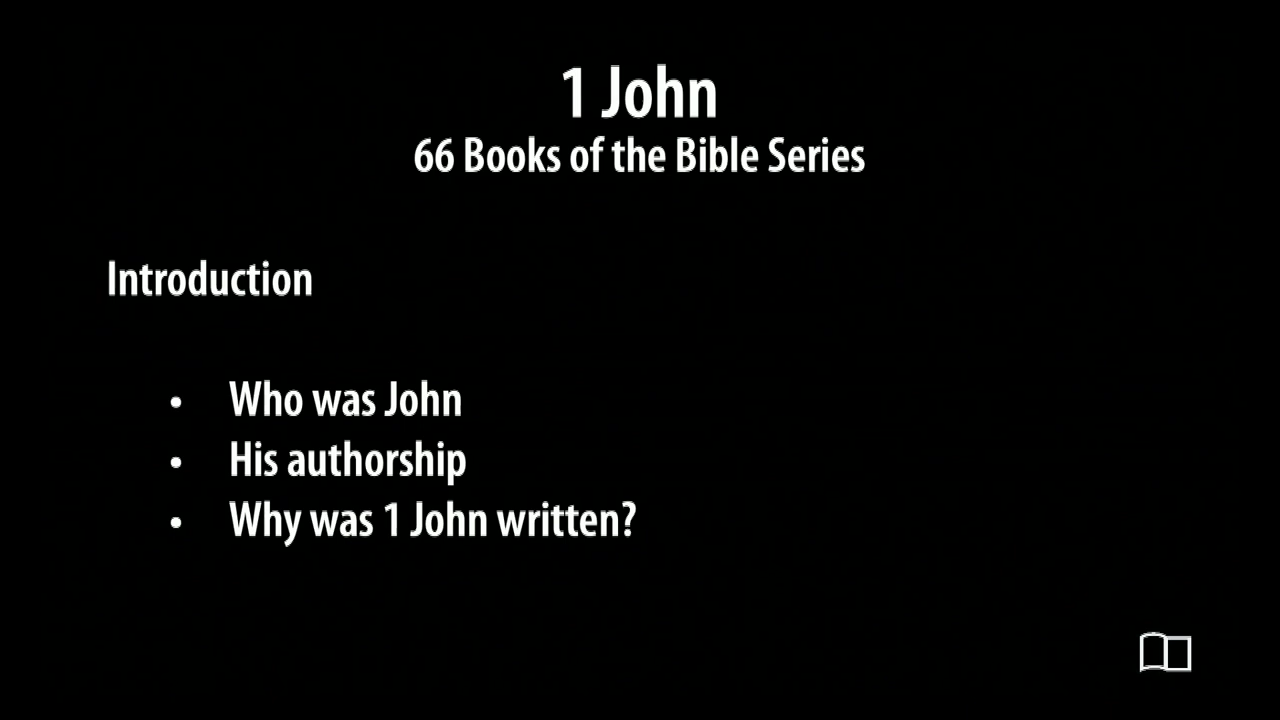 1 John
66 Books of the Bible Series
Introduction
• Who was John
• His authorship
• Why was 1 John written?